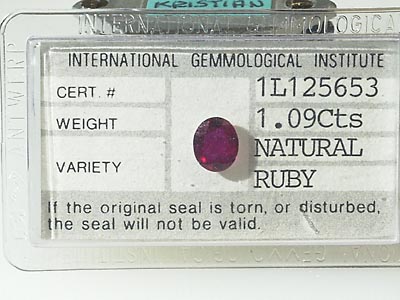 KRISTIAN
INTERNATIONAL GEMMOLOGICAL INSTITUTE
CERT. # 1L125653
WEIGHT 1.09Cts
VARIETY NATURAL
RUBY
If the original seal is torn, or disturbed,
the seal will not be valid.